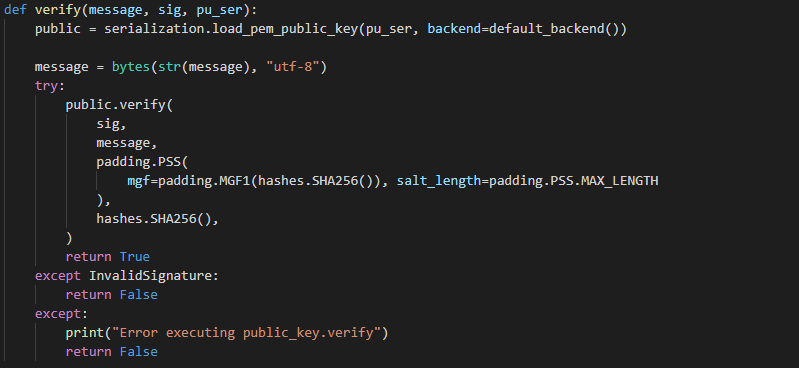 def verify(message, sig, pu_ser):
    public = serialization.load_pem_public_key(pu_ser, backend=default_backend())

    message = bytes(str(message), "utf-8")
    try:
        public.verify(
            sig,
            message,
            padding.PSS(
                mgf=padding.MGF1(hashes.SHA256()), salt_length=padding.PSS.MAX_LENGTH
            ),
            hashes.SHA256(),
        )
        return True
    except InvalidSignature:
        return False
    except:
        print("Error executing public_key.verify")
        return False